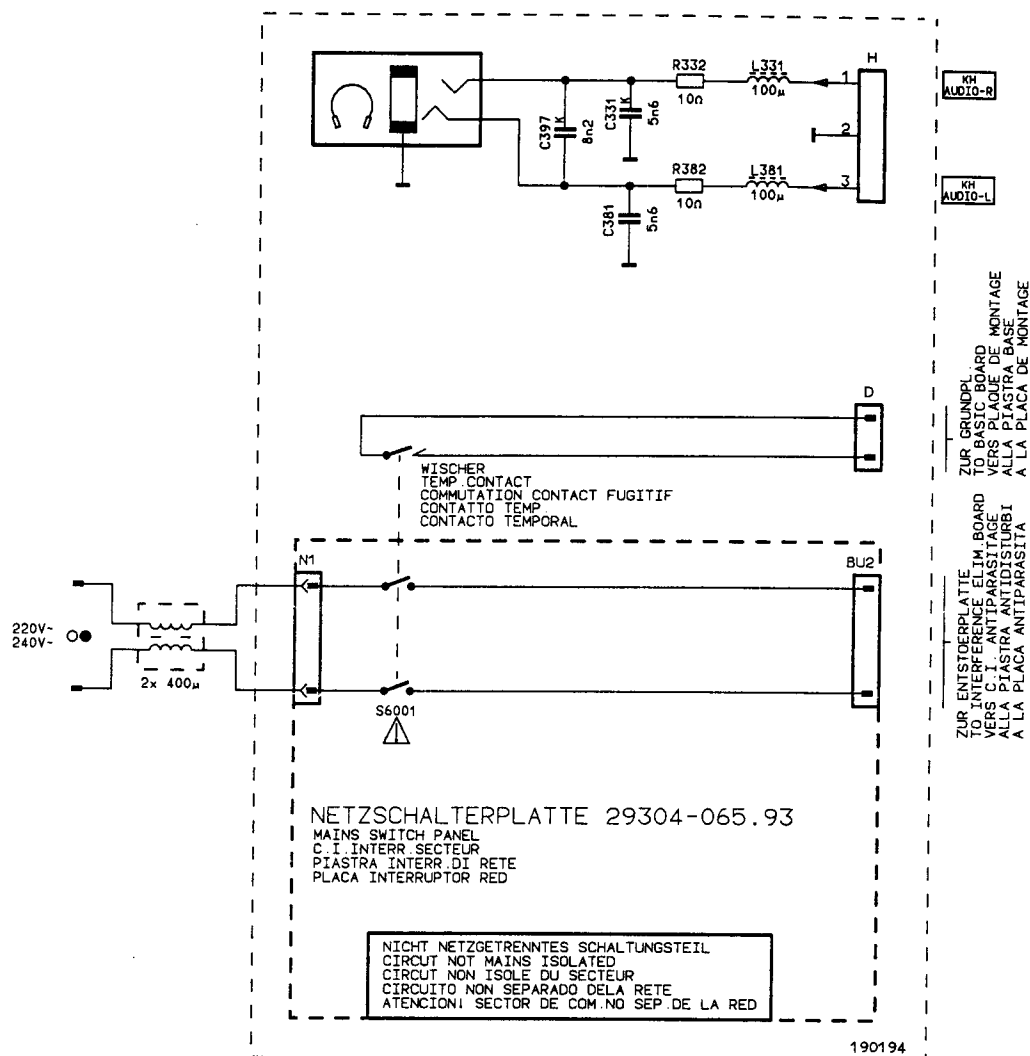 H
R332
L331
1
KH
AUDIO-R
10Ω
100µ
C397
K
8n2
C331
K
5n6
2
R382
L381
3
KH
AUDIO-L
10Ω
100µ
C381
5n6
D
ZUR GRUNDPL.
TO BASIC BOARD
VERS PLAQUE DE MONTAGE
ALLA PIASTRA BASE
A LA PLACA DE MONTAGE
WISCHER
TEMP.CONTACT
COMMUTATION CONTACT FUGITIF
CONTATTO TEMP.
CONTACTO TEMPORAL
N1
BU2
220V~
240V~
2x 400µ
S6001
ZUR ENTSTOERPLATTE
TO INTERFERENCE ELIM.BOARD
VERS C.I. ANTIPARASITAGE
ALLA PIASTRA ANTIDISTURBI
A LA PLACA ANTIPARASITA
NETZSCHALTERPLATTE 29304-065.93
MAINS SWITCH PANEL
C.I.INTERR.SECTEUR
PIASTRA INTERR.DI RETE
PLACA INTERRUPTOR RED
NICHT NETZGETRENNTES SCHALTUNGSTEIL
CIRCUT NOT MAINS ISOLATED
CIRCUT NON ISOLE DU SECTEUR
CIRCUITO NON SEPARADO DELA RETE
ATENCION! SECTOR DE COM.NO SEP.DE LA RED
190194